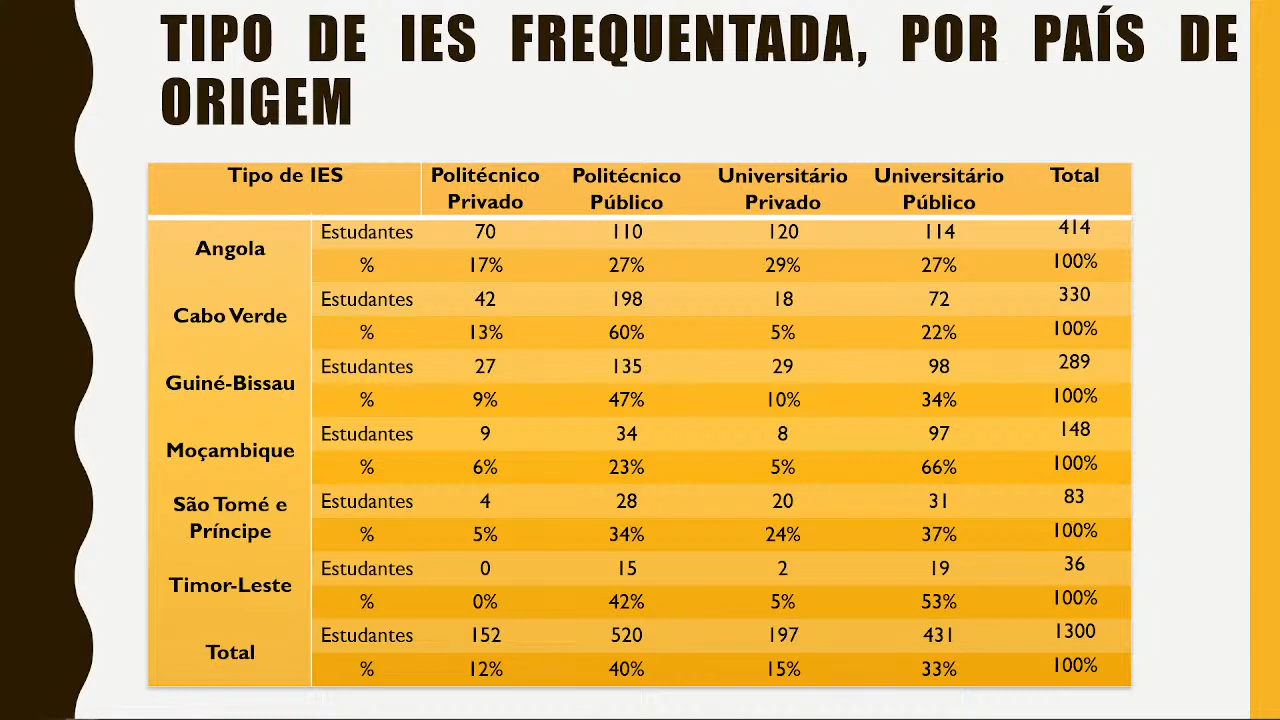 TIPO DE IES FREQUENTADA, POR PAÍS DE
ORIGEM
Tipo de IES Politécnico Privado Politécnico Público Universitário Privado Universitário Público Total
Angola Estudantes 70 110 120 114 414
% 17% 27% 29% 27% 100%
Cabo Verde Estudantes 42 198 18 72 330
% 13% 60% 5% 22% 100%
Guiné-Bissau Estudantes 27 135 29 98 289
% 9% 47% 10% 34% 100%
Moçambique Estudantes 9 34 8 97 148
% 6% 23% 5% 66% 100%
São Tomé e Príncipe Estudantes 4 28 20 31 83
% 5% 34% 24% 37% 100%
Timor-Leste Estudantes 0 15 2 19 36
% 0% 42% 5% 53% 100%
Total Estudantes 152 520 197 431 1300
% 12% 40% 15% 33% 100%